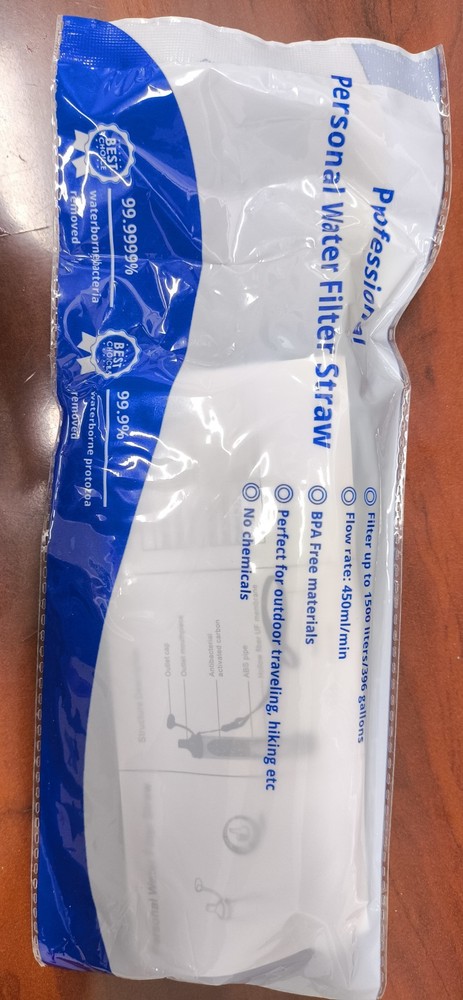 Professional
Personal Water Filter Straw
Filter up to 1500 liters/396 gallons
Flow rate: 450ml/min
BPA Free materials
Perfect for outdoor traveling, hiking etc
No chemicals
BEST
CHOICE
99.9999%
waterborne bacteria
removed
BEST
CHOICE
99.9%
waterborne protozoa
removed